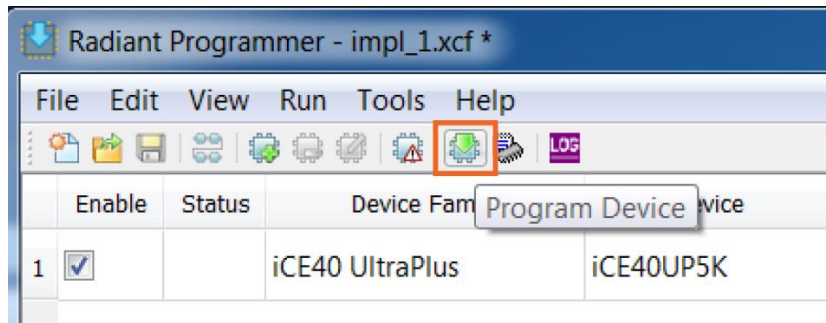 Radiant Programmer - impl_1.xcf *
File Edit View Run Tools Help
LOG
Enable Status Device Fam Program Device vice
1 iCE40 UltraPlus iCE40UP5K